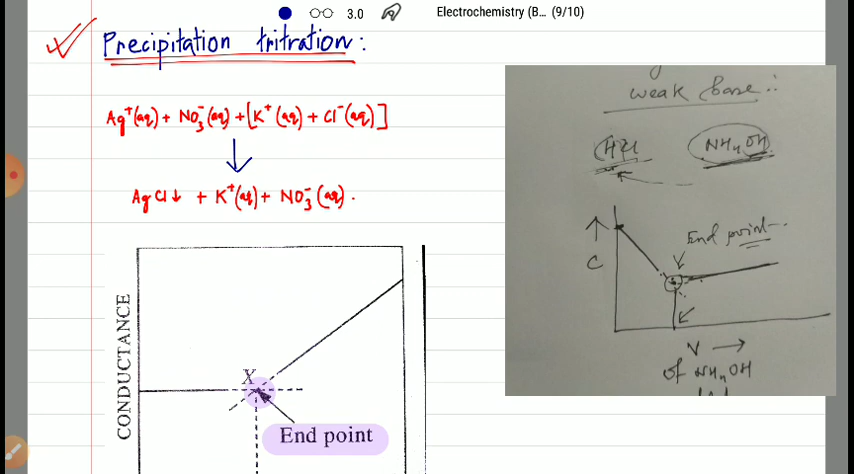 3.0
Electrochemistry (B... (9/10)
Precipitation tritration:
Ag⁺(aq) + NO₃⁻(aq) + [K⁺(aq) + Cl⁻(aq)]
AgCl↓ + K⁺(aq) + NO₃⁻(aq).
CONDUCTANCE
X
End point
weak base:
HCl
NH₄OH
C
End point
V →
of NH₄OH